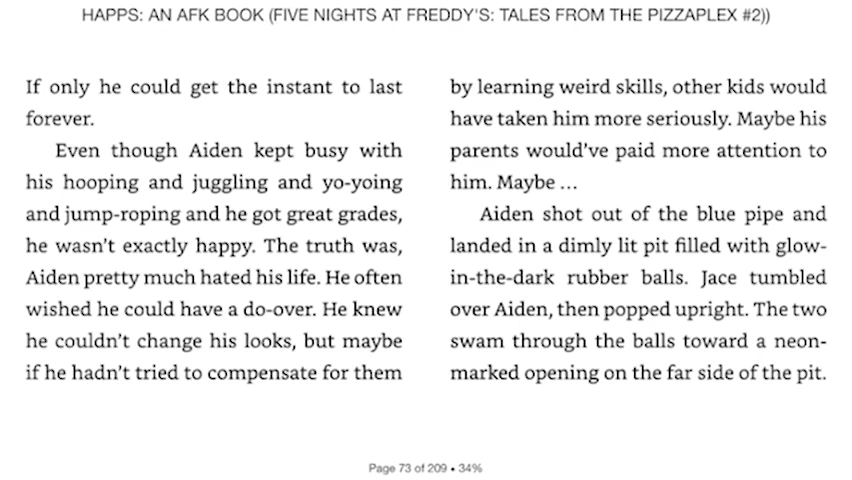 HAPPS: AN AFK BOOK (FIVE NIGHTS AT FREDDY'S: TALES FROM THE PIZZAPLEX #2))
If only he could get the instant to last
forever.
Even though Aiden kept busy with
his hooping and juggling and yo-yoing
and jump-roping and he got great grades,
he wasn't exactly happy. The truth was,
Aiden pretty much hated his life. He often
wished he could have a do-over. He knew
he couldn't change his looks, but maybe
if he hadn't tried to compensate for them
by learning weird skills, other kids would
have taken him more seriously. Maybe his
parents would've paid more attention to
him. Maybe ...
Aiden shot out of the blue pipe and
landed in a dimly lit pit filled with glow-
in-the-dark rubber balls. Jace tumbled
over Aiden, then popped upright. The two
swam through the balls toward a neon-
marked opening on the far side of the pit.
Page 73 of 209 • 34%